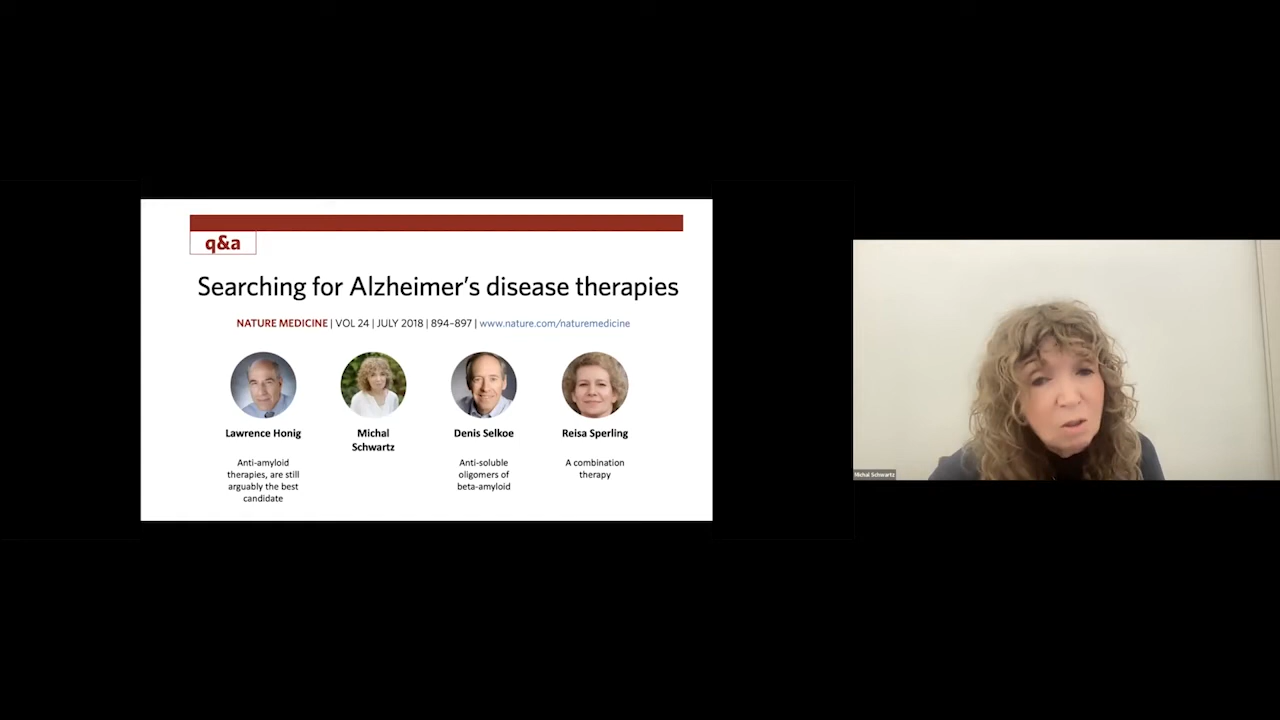 q&a
Searching for Alzheimer's disease therapies
NATURE MEDICINE | VOL 24 | JULY 2018 | 894–897 | www.nature.com/naturemedicine
Lawrence Honig
Michal
Schwartz
Denis Selkoe
Reisa Sperling
Anti-amyloid
therapies, are still
arguably the best
candidate
Anti-soluble
oligomers of
beta-amyloid
A combination
therapy
Michal Schwartz